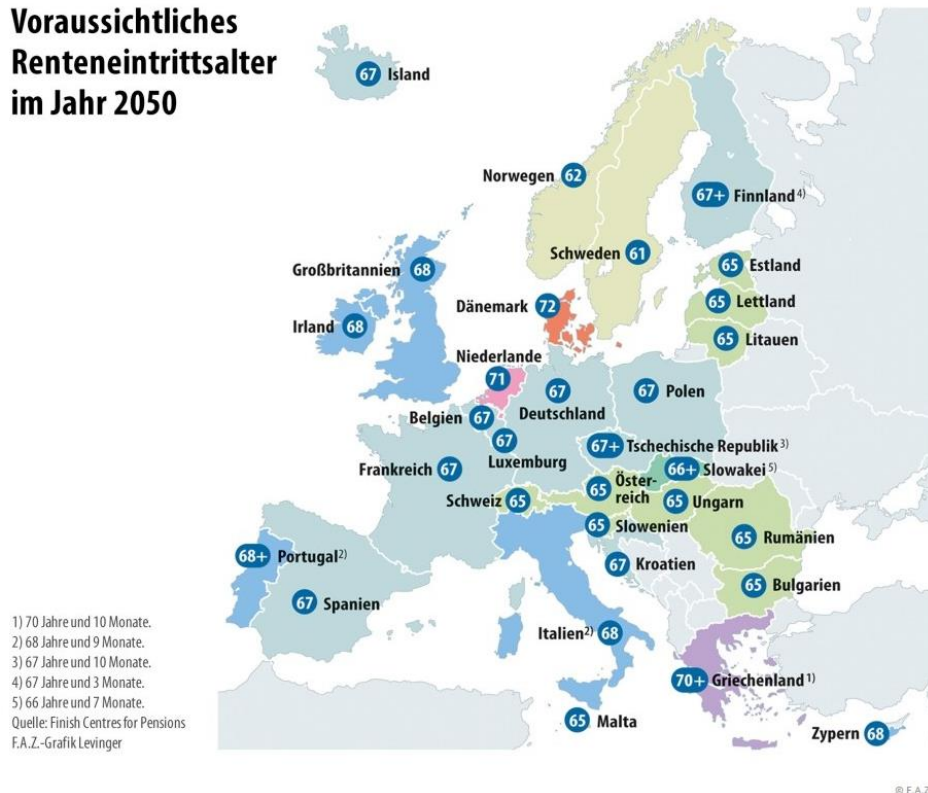 Voraussichtliches
Renteneintrittsalter
im Jahr 2050
67 Island
Norwegen 62
67+ Finnland 4)
Schweden 61
65 Estland
Großbritannien 68
65 Lettland
Dänemark 72
Irland 68
65 Litauen
Niederlande
71
67
Deutschland
67 Polen
Belgien 67
67
Luxemburg
67+ Tschechische Republik 3)
Frankreich 67
66+ Slowakei 5)
Schweiz 65
65 Öster-
reich
65 Ungarn
65 Slowenien
65 Rumänien
68+ Portugal 2)
67 Kroatien
65 Bulgarien
67 Spanien
Italien 2) 68
70+ Griechenland 1)
65 Malta
Zypern 68
1) 70 Jahre und 10 Monate.
2) 68 Jahre und 9 Monate.
3) 67 Jahre und 10 Monate.
4) 67 Jahre und 3 Monate.
5) 66 Jahre und 7 Monate.
Quelle: Finish Centres for Pensions
F.A.Z.-Grafik Levinger
© F.A.Z